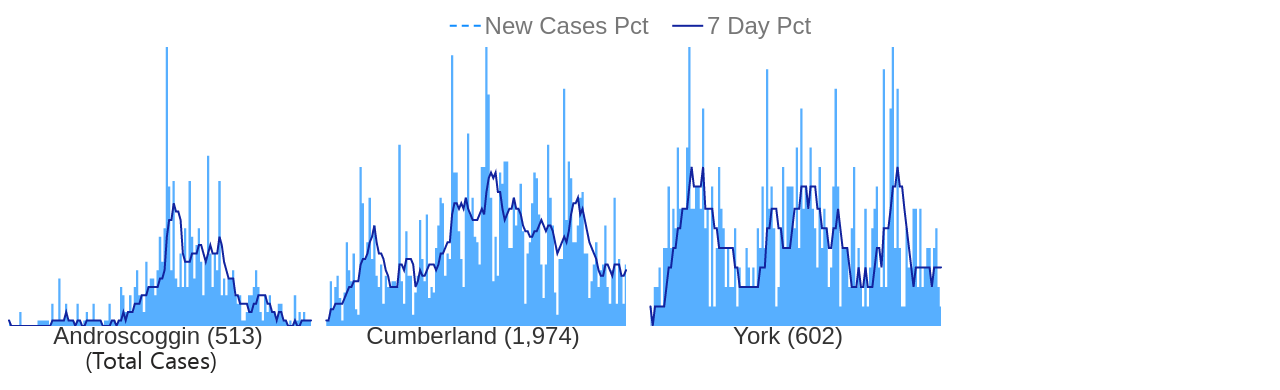 New Cases Pct 7 Day Pct
Androscoggin (513) Cumberland (1,974) York (602)
(Total Cases)